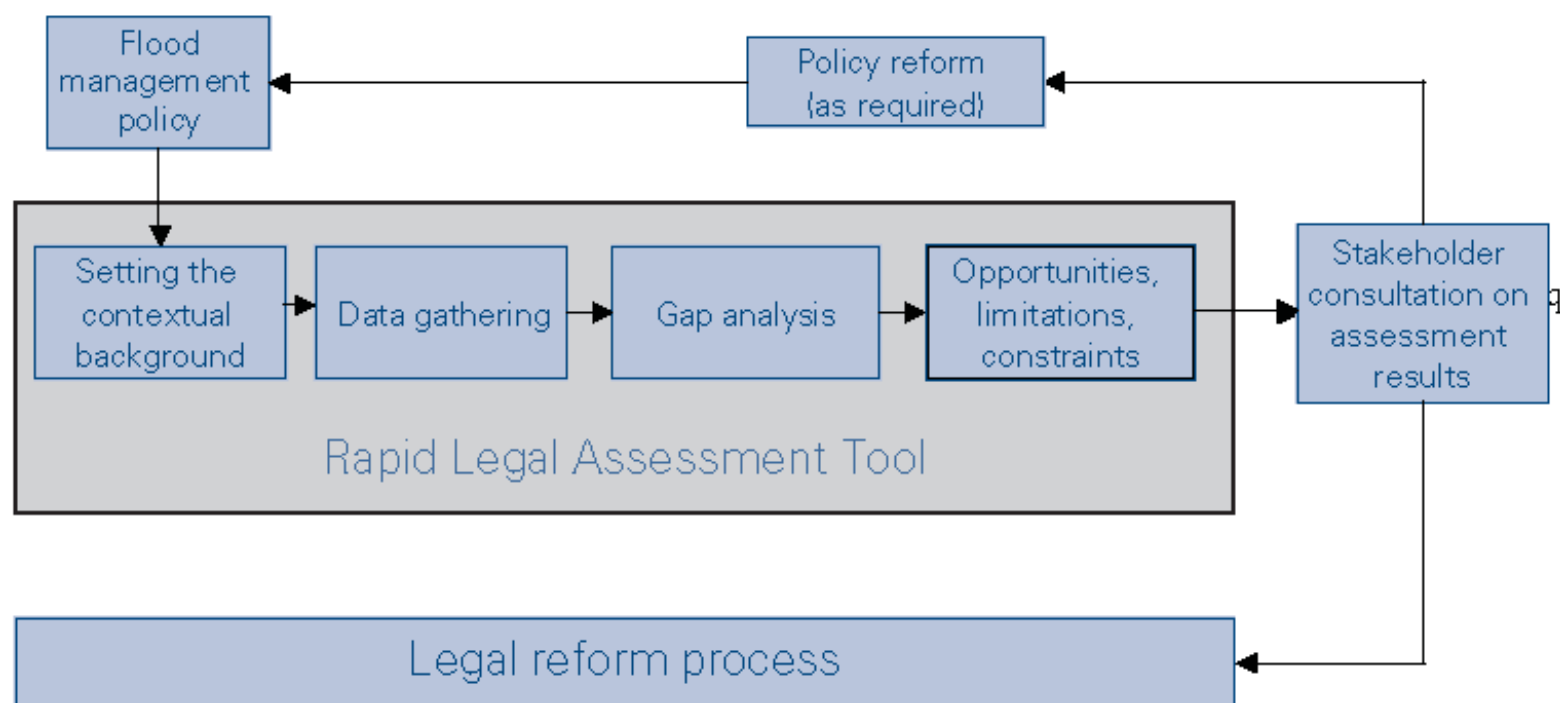 Flood
management
policy
Policy reform
(as required)
Setting the
contextual
background
Data gathering
Gap analysis
Opportunities,
limitations,
constraints
Stakeholder
consultation on
assessment
results
Rapid Legal Assessment Tool
Legal reform process